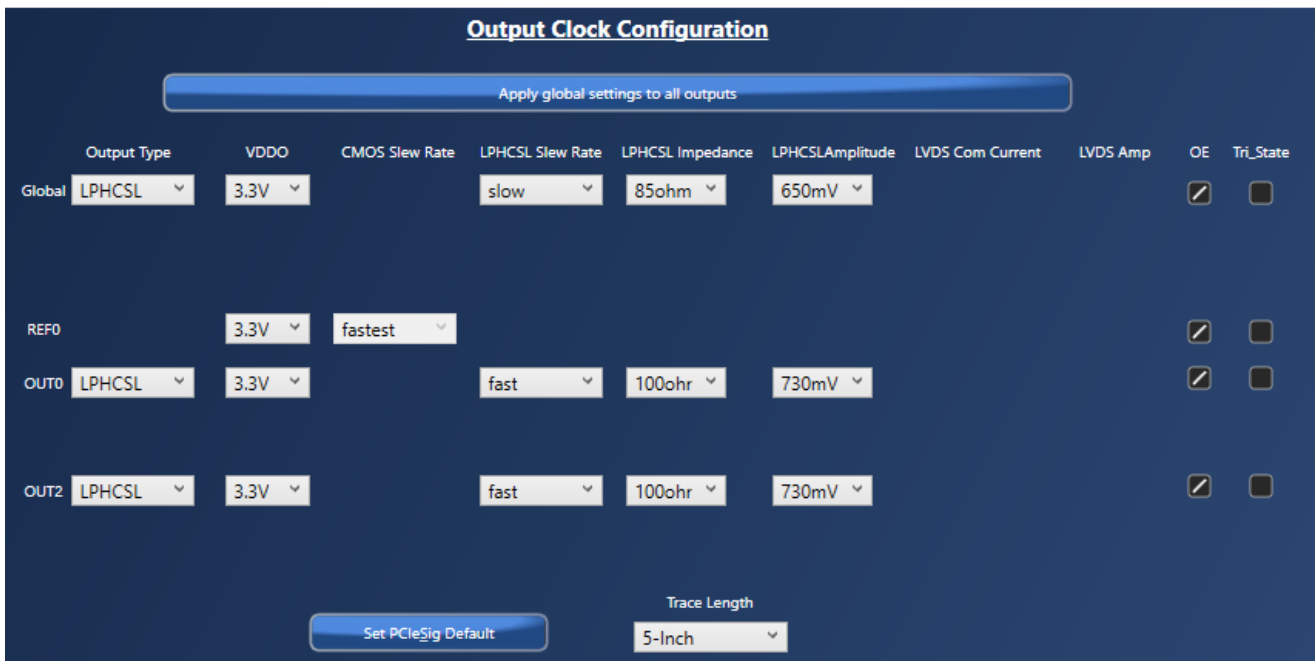 Output Clock Configuration
Apply global settings to all outputs
Output Type VDDO CMOS Slew Rate LPHCSL Slew Rate LPHCSL Impedance LPHCSLAmplitude LVDS Com Current LVDS Amp OE Tri_State
Global LPHCSL 3.3V slow 85ohm 650mV
REF0 3.3V fastest
OUT0 LPHCSL 3.3V fast 100ohr 730mV
OUT2 LPHCSL 3.3V fast 100ohr 730mV
Trace Length
Set PCIeSig Default 5-Inch